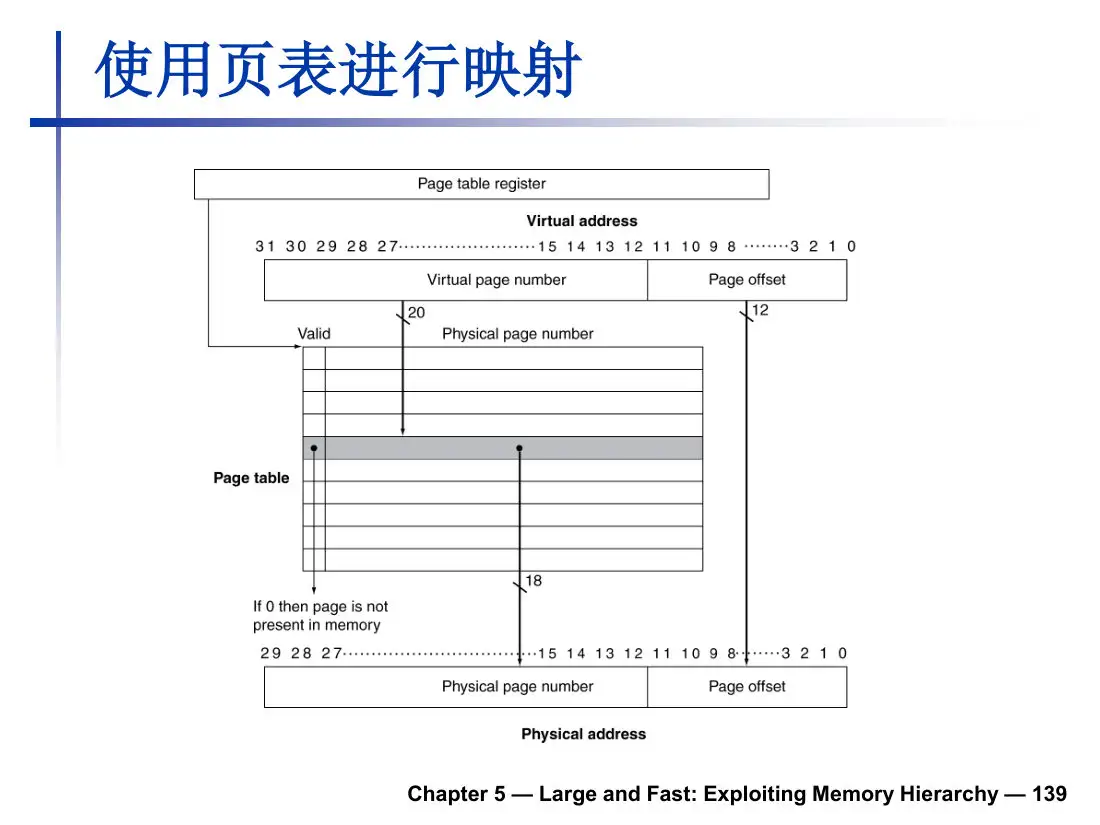 使用页表进行映射
Page table register
Virtual address
31 30 29 28 27························15 14 13 12 11 10 9 8 ········3 2 1 0
Virtual page number Page offset
20 12
Valid Physical page number
Page table
18
If 0 then page is not
present in memory
29 28 27··································15 14 13 12 11 10 9 8········3 2 1 0
Physical page number Page offset
Physical address
Chapter 5 — Large and Fast: Exploiting Memory Hierarchy — 139